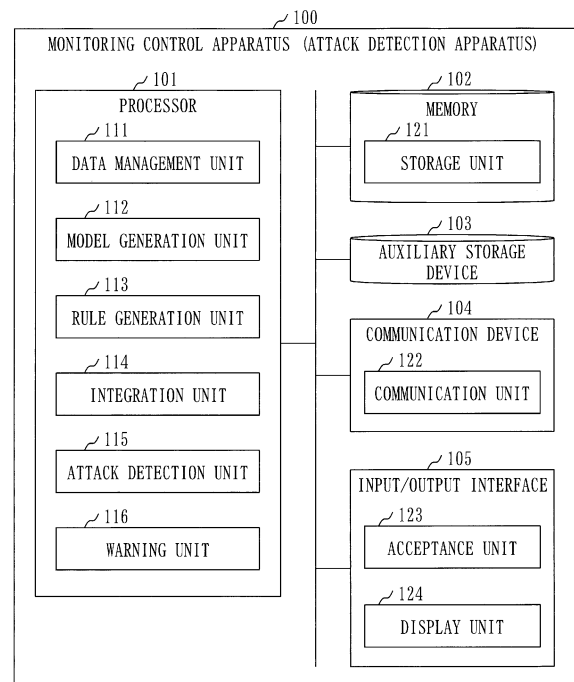 100
MONITORING CONTROL APPARATUS (ATTACK DETECTION APPARATUS)
101
PROCESSOR
111
DATA MANAGEMENT UNIT
112
MODEL GENERATION UNIT
113
RULE GENERATION UNIT
114
INTEGRATION UNIT
115
ATTACK DETECTION UNIT
116
WARNING UNIT
102
MEMORY
121
STORAGE UNIT
103
AUXILIARY STORAGE
DEVICE
104
COMMUNICATION DEVICE
122
COMMUNICATION UNIT
105
INPUT/OUTPUT INTERFACE
123
ACCEPTANCE UNIT
124
DISPLAY UNIT